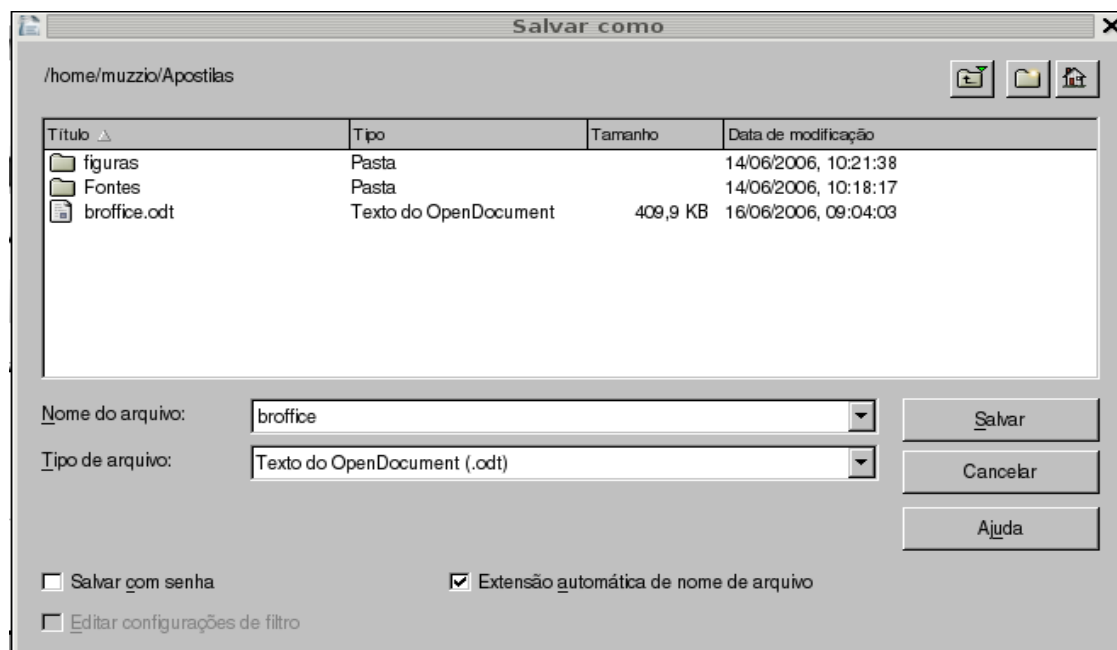 Salvar como
/home/muzzio/Apostilas
Título Tipo Tamanho Data de modificação
figuras Pasta 14/06/2006, 10:21:38
Fontes Pasta 14/06/2006, 10:18:17
broffice.odt Texto do OpenDocument 409,9 KB 16/06/2006, 09:04:03
Nome do arquivo: broffice Salvar
Tipo de arquivo: Texto do OpenDocument (.odt) Cancelar
Ajuda
Salvar com senha Extensão automática de nome de arquivo
Editar configurações de filtro